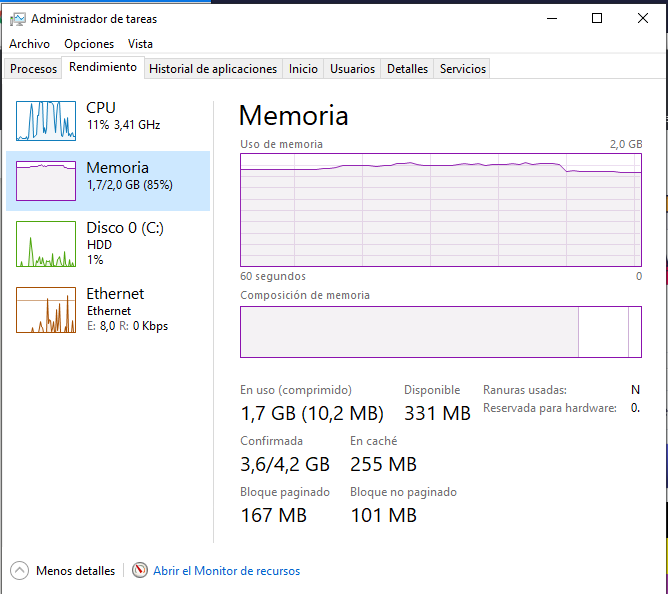 Administrador de tareas
Archivo Opciones Vista
Procesos Rendimiento Historial de aplicaciones Inicio Usuarios Detalles Servicios
CPU
11% 3,41 GHz
Memoria
1,7/2,0 GB (85%)
Disco 0 (C:)
HDD
1%
Ethernet
Ethernet
E: 8,0 R: 0 Kbps
Memoria
Uso de memoria 2,0 GB
60 segundos 0
Composición de memoria
En uso (comprimido)
1,7 GB (10,2 MB)
Disponible
331 MB
Ranuras usadas: N
Reservada para hardware: 0.
Confirmada
3,6/4,2 GB
En caché
255 MB
Bloque paginado
167 MB
Bloque no paginado
101 MB
Menos detalles
Abrir el Monitor de recursos